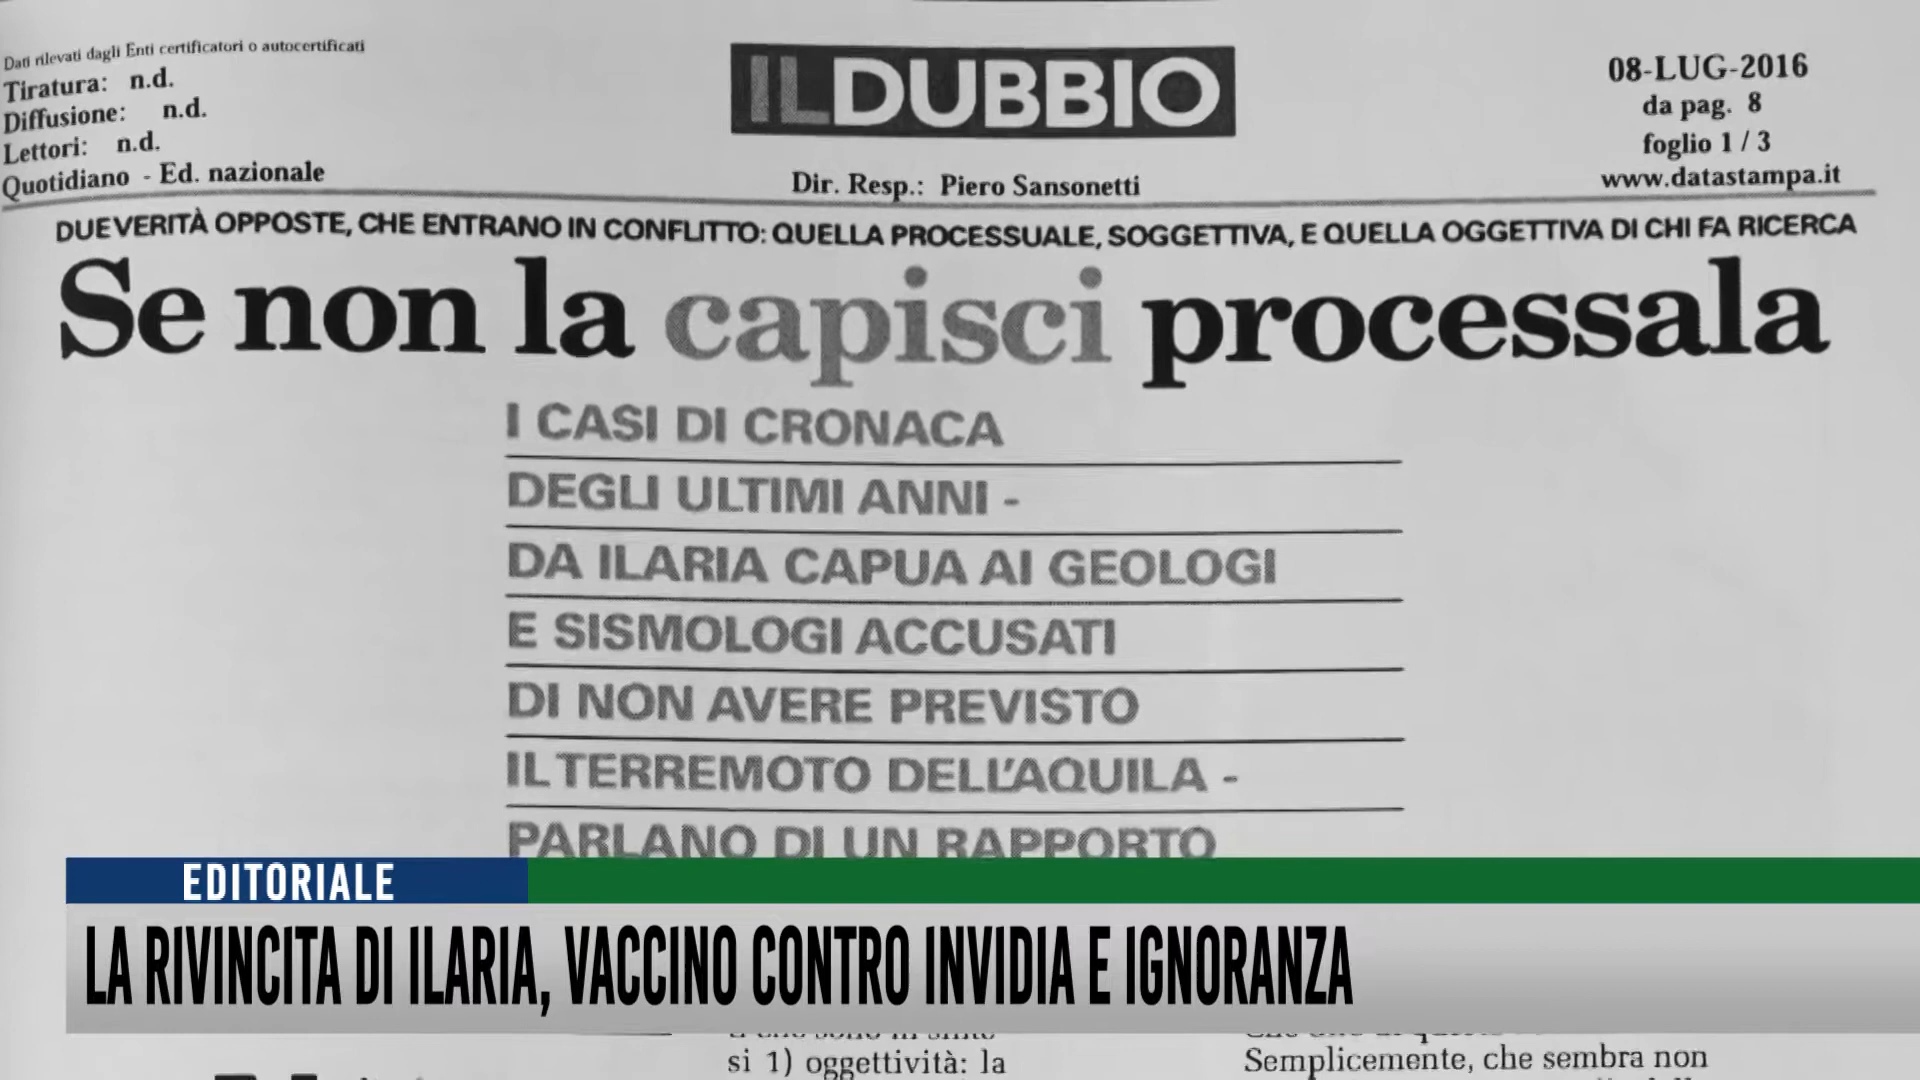 Dati rilevati dagli Enti certificatori o autocertificati
Tiratura: n.d.
Diffusione: n.d.
Lettori: n.d.
Quotidiano - Ed. nazionale
IL DUBBIO
Dir. Resp.: Piero Sansonetti
08-LUG-2016
da pag. 8
foglio 1 / 3
www.datastampa.it
DUE VERITÀ OPPOSTE, CHE ENTRANO IN CONFLITTO: QUELLA PROCESSUALE, SOGGETTIVA, E QUELLA OGGETTIVA DI CHI FA RICERCA
Se non la capisci processala
I CASI DI CRONACA
DEGLI ULTIMI ANNI -
DA ILARIA CAPUA AI GEOLOGI
E SISMOLOGI ACCUSATI
DI NON AVERE PREVISTO
IL TERREMOTO DELL'AQUILA -
PARLANO DI UN RAPPORTO
EDITORIALE
LA RIVINCITA DI ILARIA, VACCINO CONTRO INVIDIA E IGNORANZA
si 1) oggettività: la
Semplicemente, che sembra non